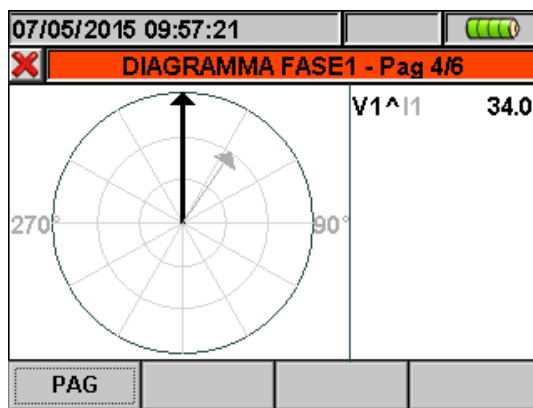 07/05/2015 09:57:21
DIAGRAMMA FASE1 - Pag 4/6
V1^I1 34.0
270° 90°
PAG